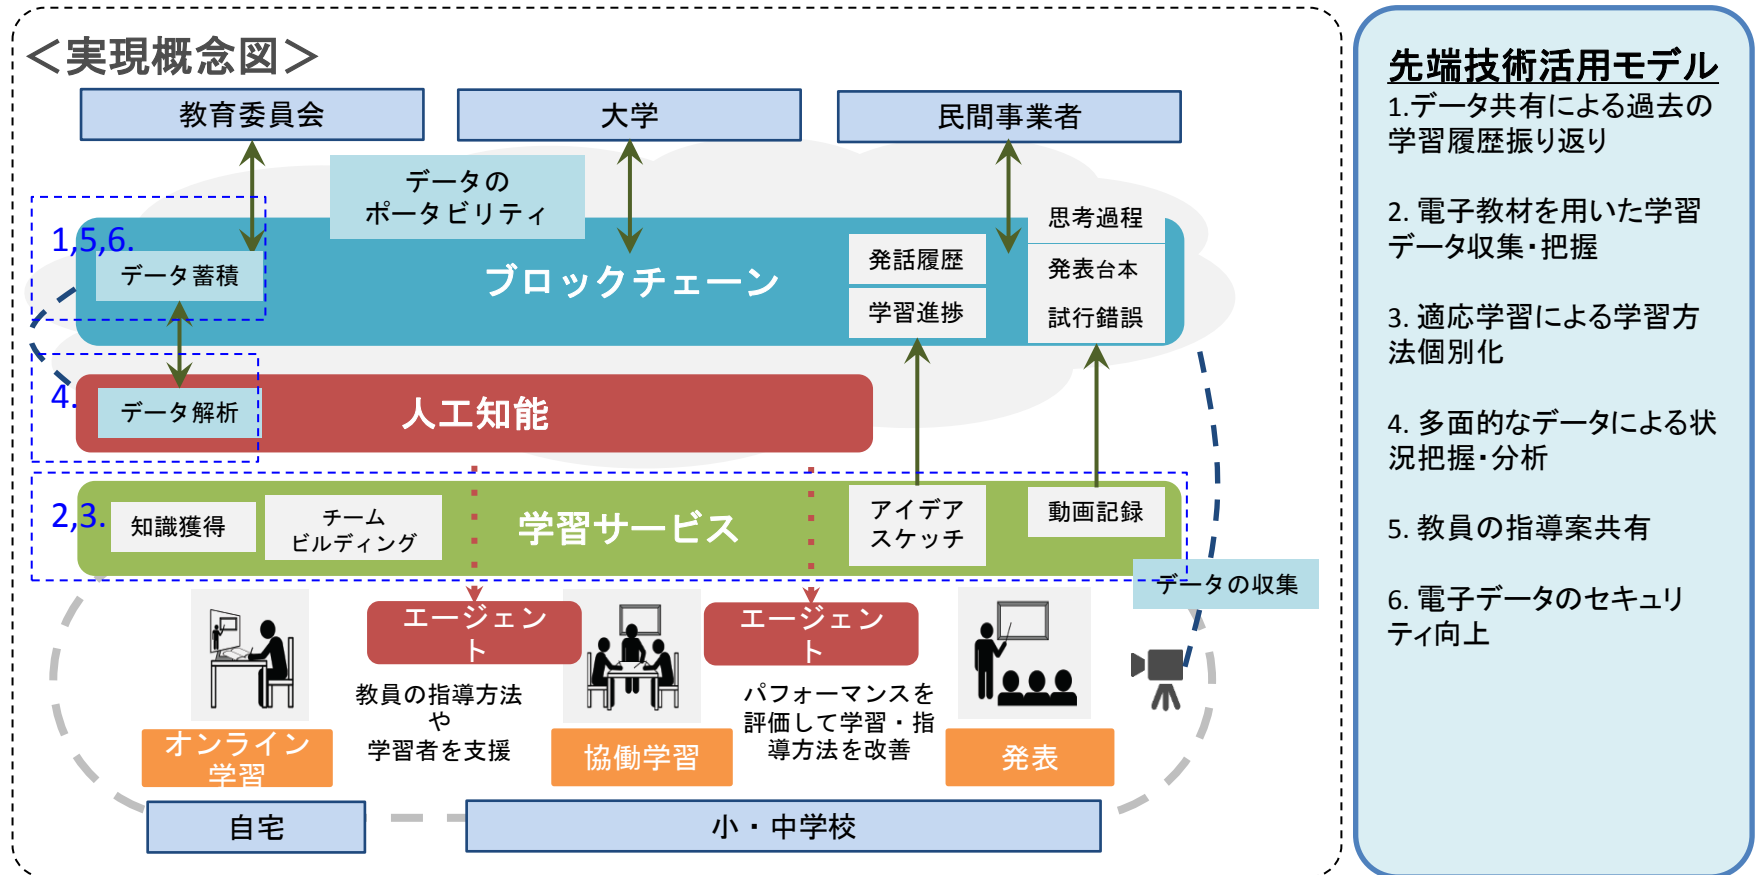 ＜実現概念図＞
教育委員会
大学
民間事業者
データの
ポータビリティ
1,5,6.
データ蓄積
ブロックチェーン
発話履歴
学習進捗
思考過程
発表台本
試行錯誤
4.
データ解析
人工知能
2,3.
知識獲得
チーム
ビルディング
学習サービス
アイデア
スケッチ
動画記録
データの収集
エージェン
ト
エージェン
ト
教員の指導方法
や
学習者を支援
パフォーマンスを
評価して学習・指
導方法を改善
オンライン
学習
協働学習
発表
自宅
小・中学校
先端技術活用モデル
1.データ共有による過去の
学習履歴振り返り
2. 電子教材を用いた学習
データ収集・把握
3. 適応学習による学習方
法個別化
4. 多面的なデータによる状
況把握・分析
5. 教員の指導案共有
6. 電子データのセキュリ
ティ向上